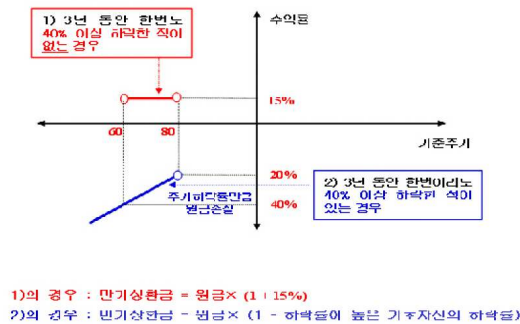 1) 3년 동안 한번도
40% 이상 하락한 적이
없는 경우
수익률
15%
60
80
기준주가
20%
주가하락률만큼
원금손실
40%
2) 3년 동안 한번이라도
40% 이상 하락한 적이
있는 경우
1)의 경우 : 만기상환금 = 원금× (1+15%)
2)의 경우 : 만기상환금 = 원금× (1 - 하락률이 높은 기초자산의 하락률)